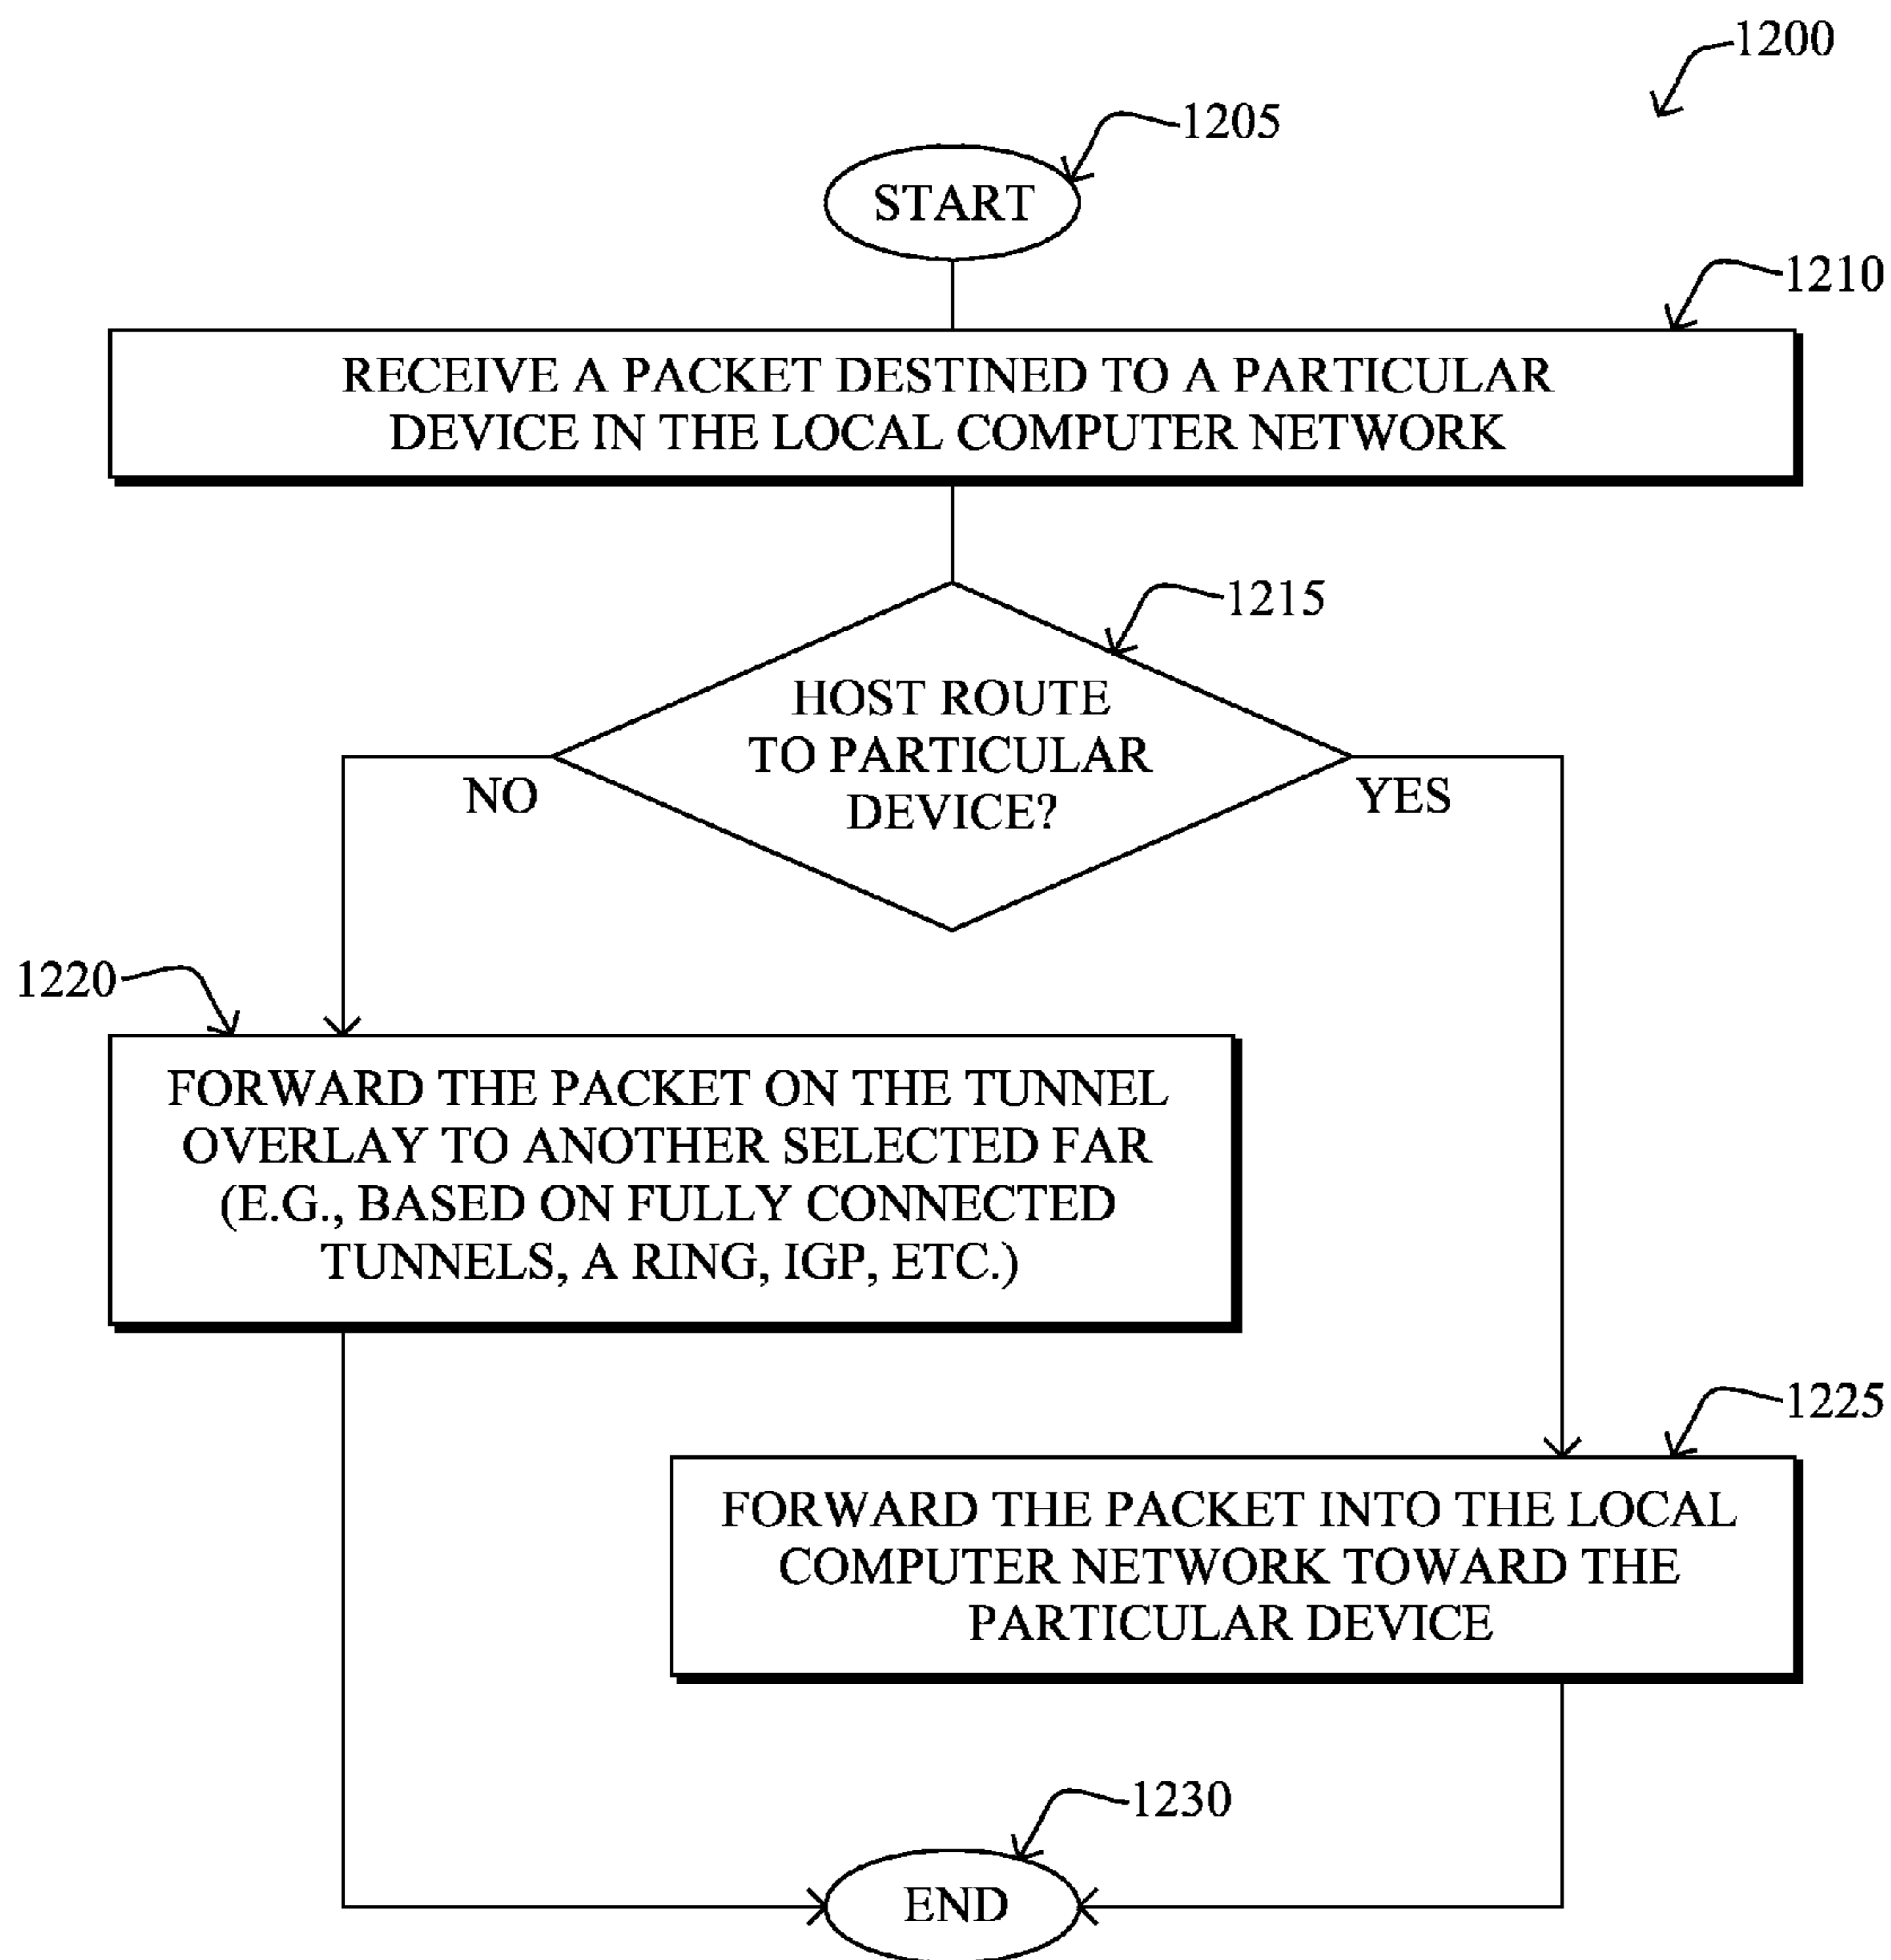 1200
1205
START
1210
RECEIVE A PACKET DESTINED TO A PARTICULAR
DEVICE IN THE LOCAL COMPUTER NETWORK
1215
HOST ROUTE
TO PARTICULAR
DEVICE?
NO
YES
1220
FORWARD THE PACKET ON THE TUNNEL
OVERLAY TO ANOTHER SELECTED FAR
(E.G., BASED ON FULLY CONNECTED
TUNNELS, A RING, IGP, ETC.)
1225
FORWARD THE PACKET INTO THE LOCAL
COMPUTER NETWORK TOWARD THE
PARTICULAR DEVICE
1230
END